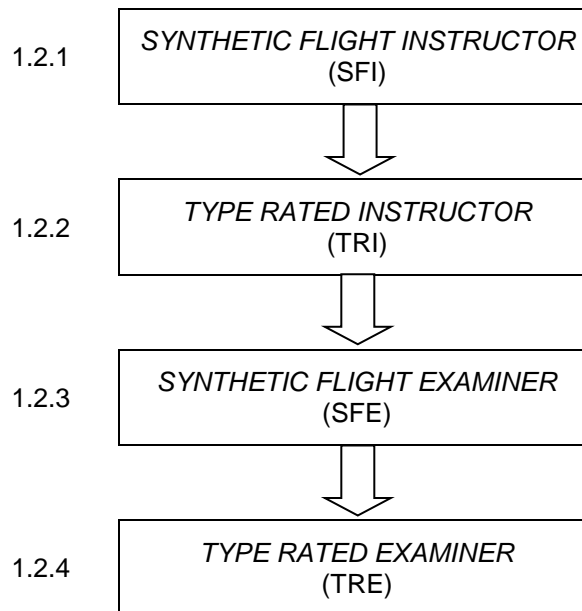 1.2.1
SYNTHETIC FLIGHT INSTRUCTOR
(SFI)
1.2.2
TYPE RATED INSTRUCTOR
(TRI)
1.2.3
SYNTHETIC FLIGHT EXAMINER
(SFE)
1.2.4
TYPE RATED EXAMINER
(TRE)